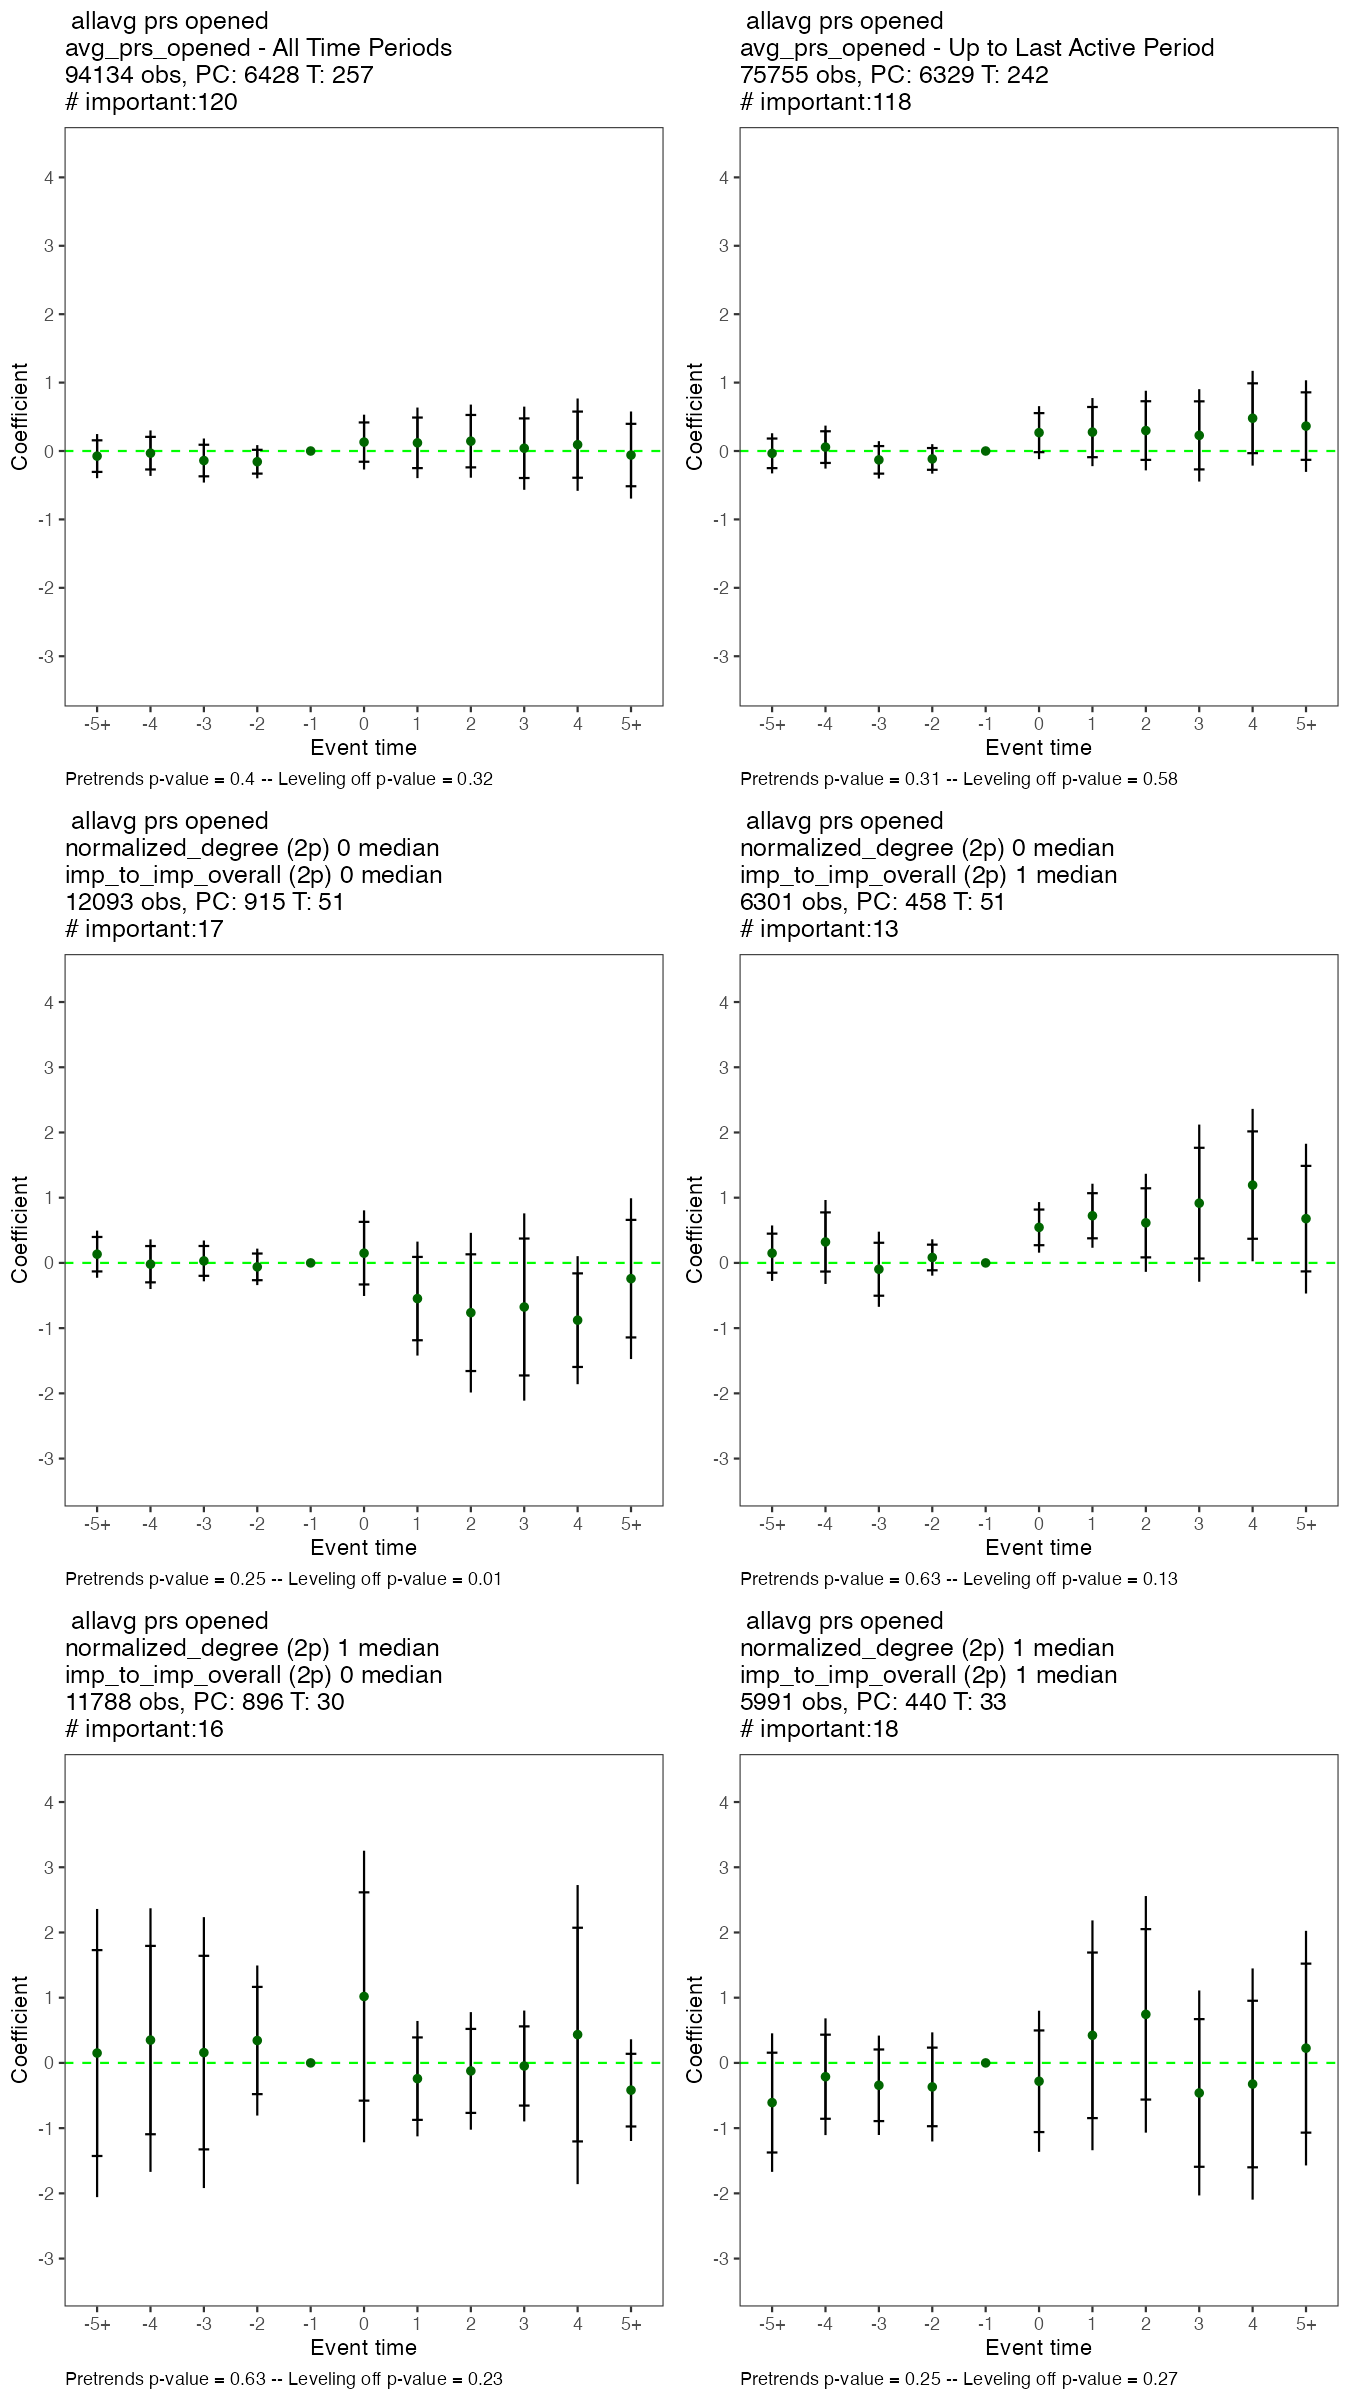 allavg prs opened
avg_prs_opened - All Time Periods
94134 obs, PC: 6428 T: 257
# important:120
4
3
2
1
0
-1
-2
-3
Coefficient
-5+ -4 -3 -2 -1 0 1 2 3 4 5+
Event time
Pretrends p-value = 0.4 -- Leveling off p-value = 0.32
allavg prs opened
avg_prs_opened - Up to Last Active Period
75755 obs, PC: 6329 T: 242
# important:118
4
3
2
1
0
-1
-2
-3
Coefficient
-5+ -4 -3 -2 -1 0 1 2 3 4 5+
Event time
Pretrends p-value = 0.31 -- Leveling off p-value = 0.58
allavg prs opened
normalized_degree (2p) 0 median
imp_to_imp_overall (2p) 0 median
12093 obs, PC: 915 T: 51
# important:17
4
3
2
1
0
-1
-2
-3
Coefficient
-5+ -4 -3 -2 -1 0 1 2 3 4 5+
Event time
Pretrends p-value = 0.25 -- Leveling off p-value = 0.01
allavg prs opened
normalized_degree (2p) 0 median
imp_to_imp_overall (2p) 1 median
6301 obs, PC: 458 T: 51
# important:13
4
3
2
1
0
-1
-2
-3
Coefficient
-5+ -4 -3 -2 -1 0 1 2 3 4 5+
Event time
Pretrends p-value = 0.63 -- Leveling off p-value = 0.13
allavg prs opened
normalized_degree (2p) 1 median
imp_to_imp_overall (2p) 0 median
11788 obs, PC: 896 T: 30
# important:16
4
3
2
1
0
-1
-2
-3
Coefficient
-5+ -4 -3 -2 -1 0 1 2 3 4 5+
Event time
Pretrends p-value = 0.63 -- Leveling off p-value = 0.23
allavg prs opened
normalized_degree (2p) 1 median
imp_to_imp_overall (2p) 1 median
5991 obs, PC: 440 T: 33
# important:18
4
3
2
1
0
-1
-2
-3
Coefficient
-5+ -4 -3 -2 -1 0 1 2 3 4 5+
Event time
Pretrends p-value = 0.25 -- Leveling off p-value = 0.27